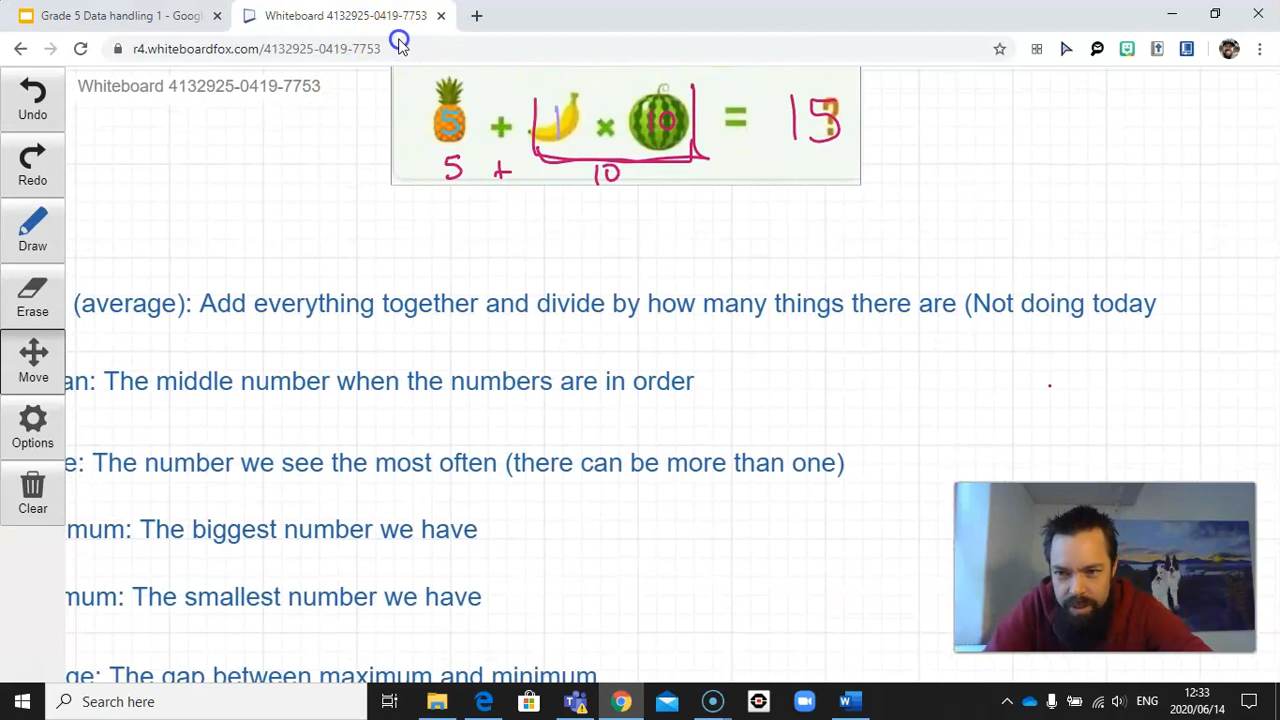 Grade 5 Data handling 1 - Goog
Whiteboard 4132925-0419-7753
r4.whiteboardfox.com/4132925-0419-7753
Whiteboard 4132925-0419-7753
Undo
Redo
Draw
Erase
Move
Options
Clear
5 + 1 × 10 = 15 ?
5 + 10
(average): Add everything together and divide by how many things there are (Not doing today
an: The middle number when the numbers are in order
e: The number we see the most often (there can be more than one)
mum: The biggest number we have
mum: The smallest number we have
ge: The gap between maximum and minimum
Search here
ENG
12:33
2020/06/14